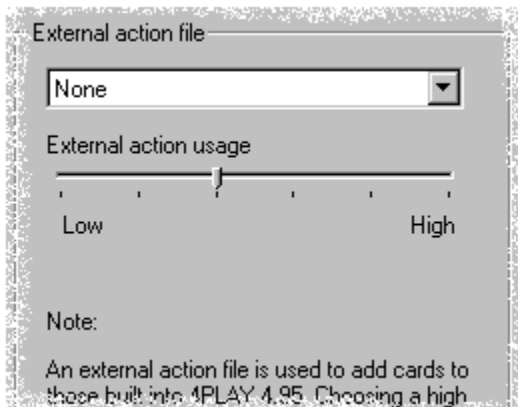 External action file
None
External action usage
Low High
Note:
An external action file is used to add cards to
those built into 4PLAY 4.95. Choosing a high